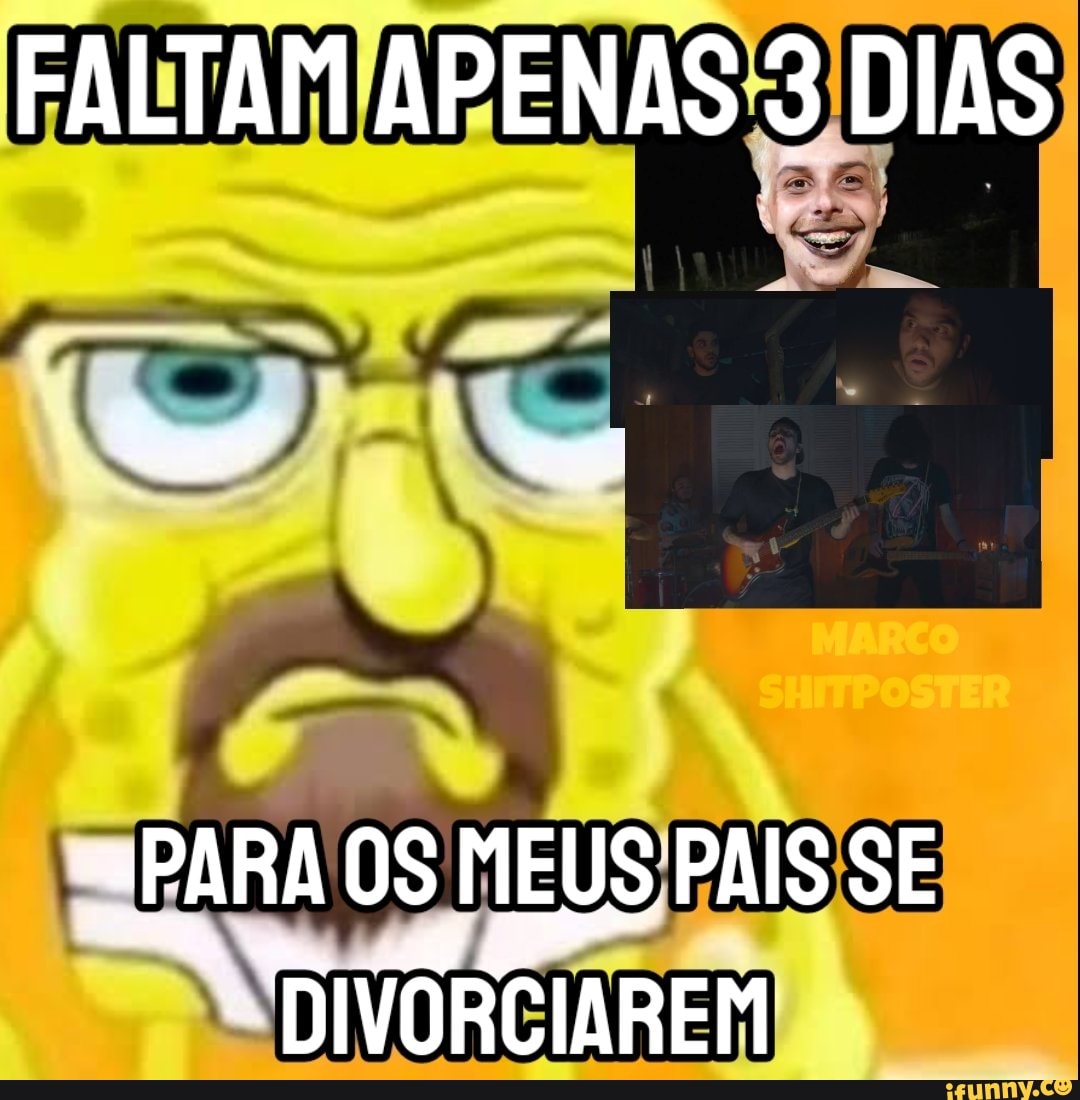 FALTAM APENAS 3 DIAS
MARCO
SHITPOSTER
PARA OS MEUS PAIS SE
DIVORCIAREM
ifunny.co